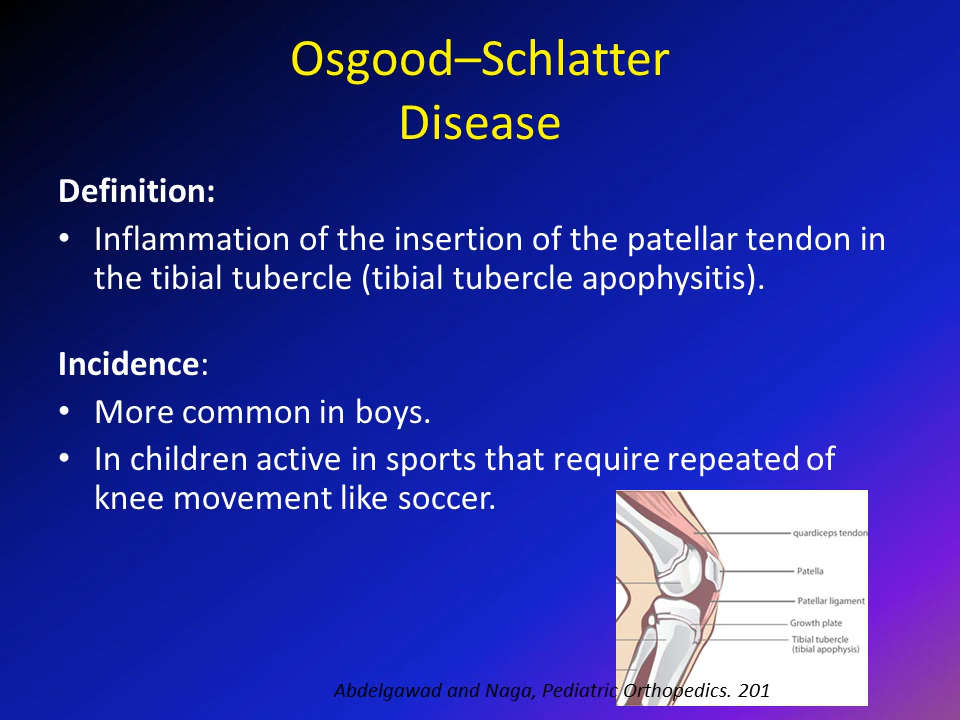 Osgood–Schlatter
Disease
Definition:
• Inflammation of the insertion of the patellar tendon in
the tibial tubercle (tibial tubercle apophysitis).
Incidence:
• More common in boys.
• In children active in sports that require repeated of
knee movement like soccer.
quardiceps tendon
Patella
Patellar ligament
Growth plate
Tibial tubercle
(tibial apophysis)
Abdelgawad and Naga, Pediatric Orthopedics. 201